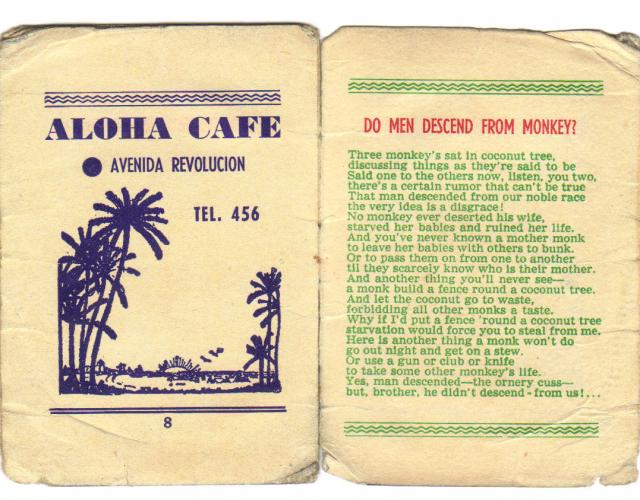 ALOHA CAFE
AVENIDA REVOLUCION
TEL. 456
8
DO MEN DESCEND FROM MONKEY?
Three monkey's sat in coconut tree,
discussing things as they're said to be
Said one to the others now, listen, you two,
there's a certain rumor that can't be true
That man descended from our noble race
the very idea is a disgrace!
No monkey ever deserted his wife,
starved her babies and ruined her life.
And you've never known a mother monk
to leave her babies with others to bunk.
Or to pass them on from one to another
til they scarcely know who is their mother.
And another thing you'll never see—
a monk build a fence round a coconut tree.
And let the coconut go to waste,
forbidding all other monks a taste.
Why if I'd put a fence 'round a coconut tree
starvation would force you to steal from me.
Here is another thing a monk won't do
go out night and get on a stew.
Or use a gun or club or knife
to take some other monkey's life.
Yes, man descended—the ornery cuss—
but, brother, he didn't descend - from us!...